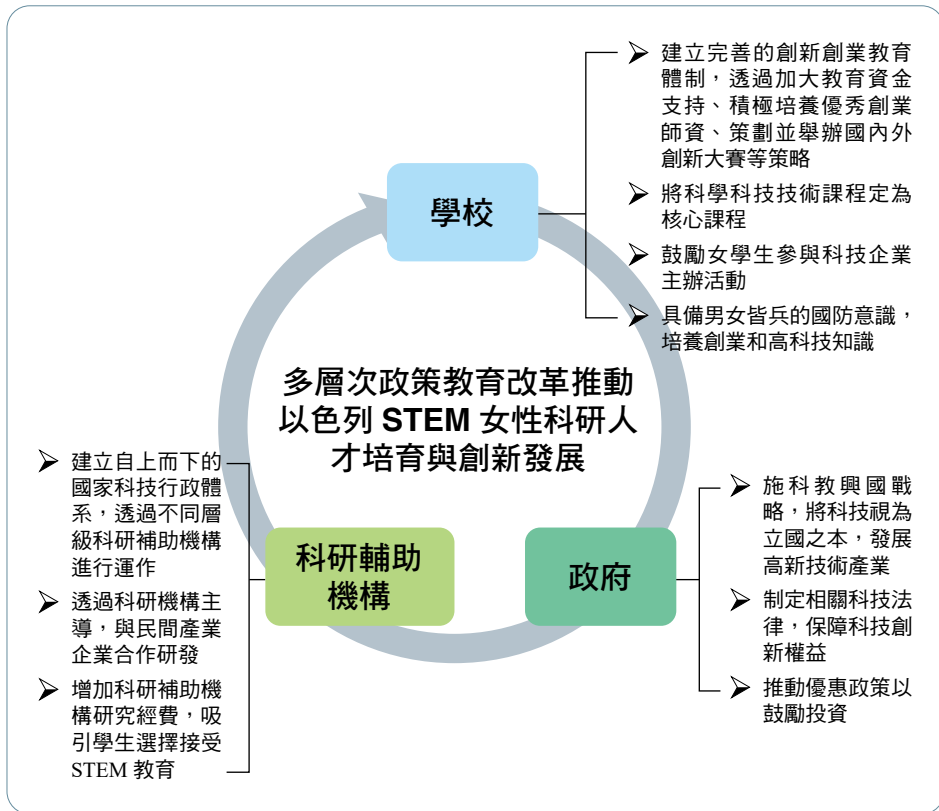 建立完善的創新創業教育
體制，透過加大教育資金
支持、積極培養優秀創業
師資、策劃並舉辦國內外
創新大賽等策略
將科學科技技術課程定為
核心課程
鼓勵女學生參與科技企業
主辦活動
具備男女皆兵的國防意識，
培養創業和高科技知識
學校
多層次政策教育改革推動
以色列 STEM 女性科研人
才培育與創新發展
建立自上而下的
國家科技行政體
系，透過不同層
級科研補助機構
進行運作
透過科研機構主
導，與民間產業
企業合作研發
增加科研補助機
構研究經費，吸
引學生選擇接受
STEM 教育
科研輔助
機構
政府
施科教興國戰
略，將科技視為
立國之本，發展
高新技術產業
制定相關科技法
律，保障科技創
新權益
推動優惠政策以
鼓勵投資